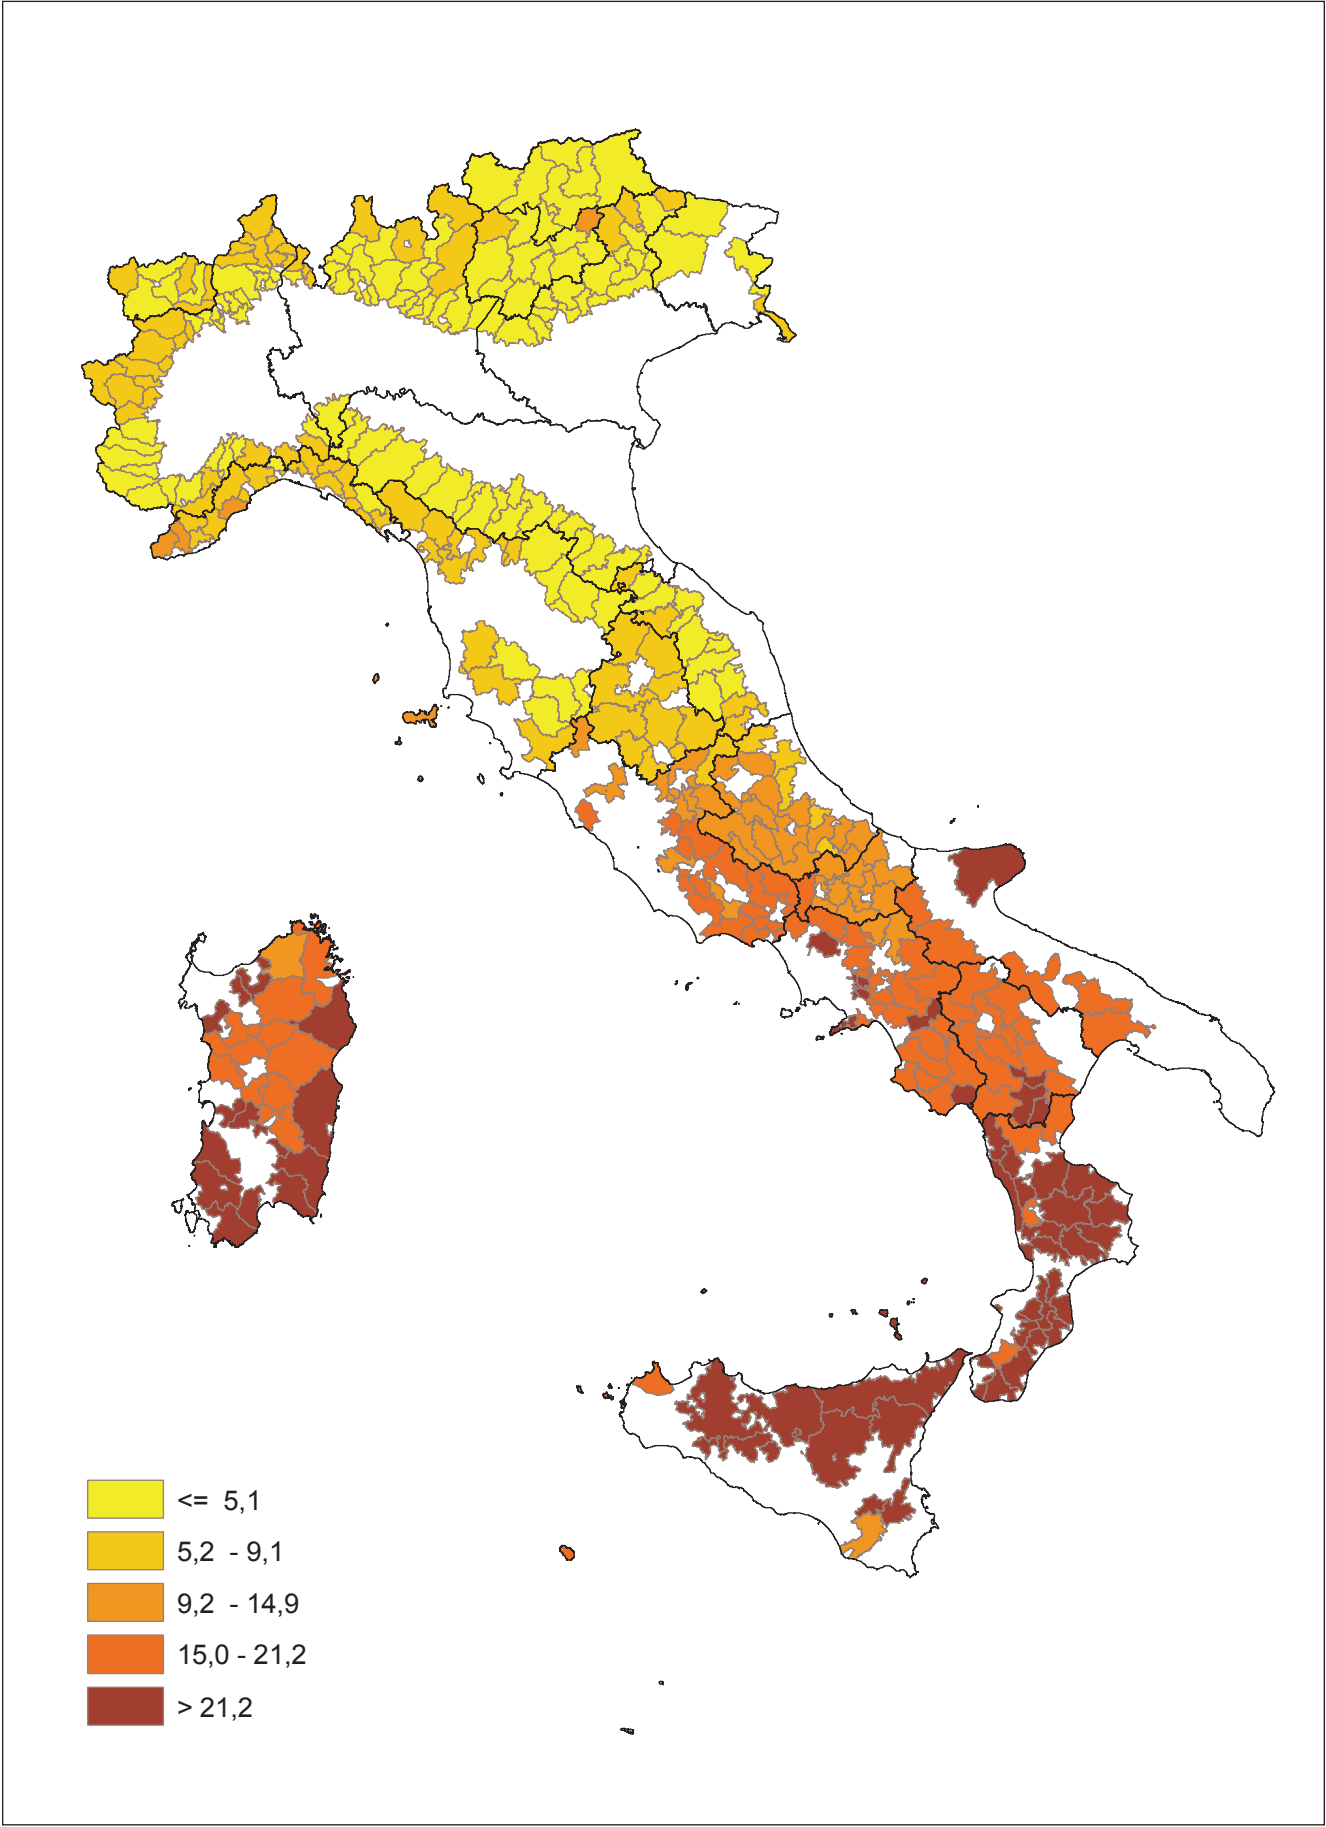 <= 5,1
5,2 - 9,1
9,2 - 14,9
15,0 - 21,2
> 21,2